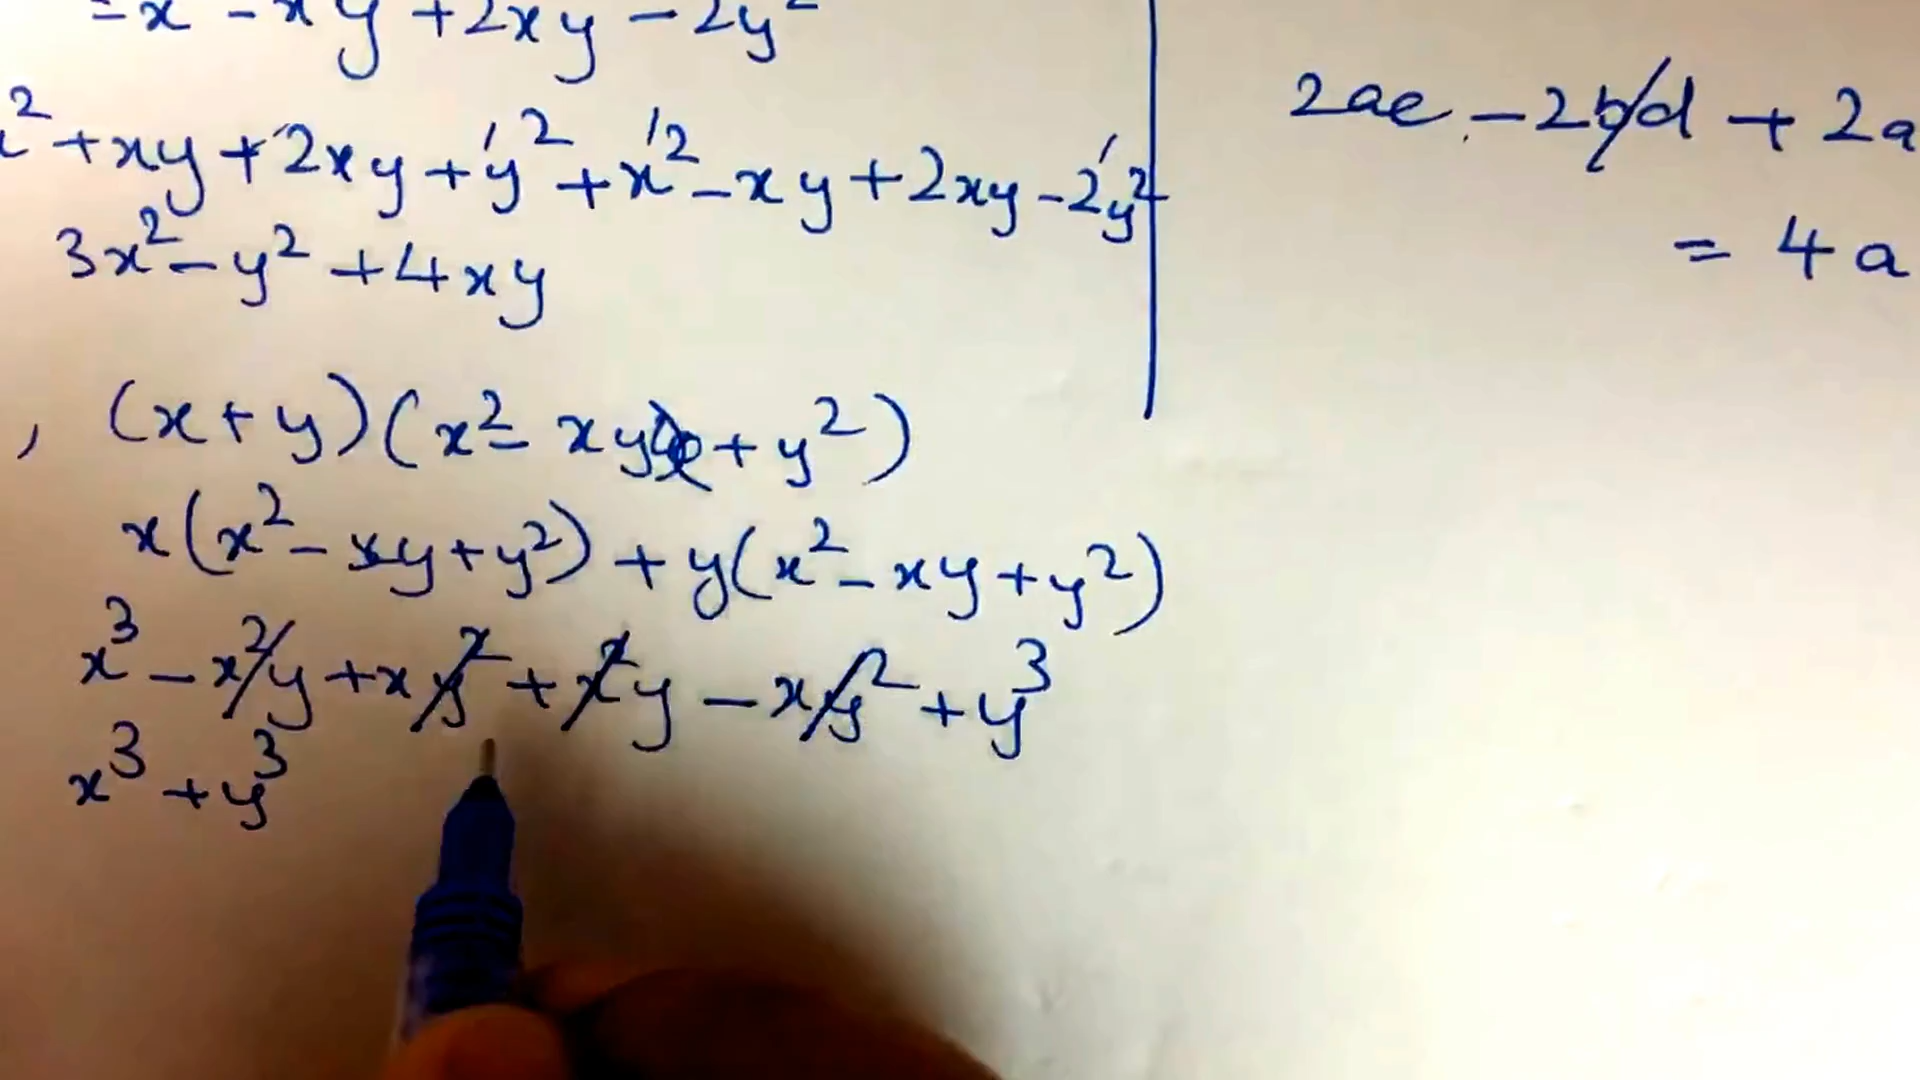 = x² - xy + 2xy - 2y²
² + xy + 2xy + y² + x² - xy + 2xy - 2y²
3x² - y² + 4xy
, (x + y)(x² - xy + y²)
x(x² - xy + y²) + y(x² - xy + y²)
x³ - x²y + xy² + x²y - xy² + y³
x³ + y³
2ae - 2bd + 2a
= 4a